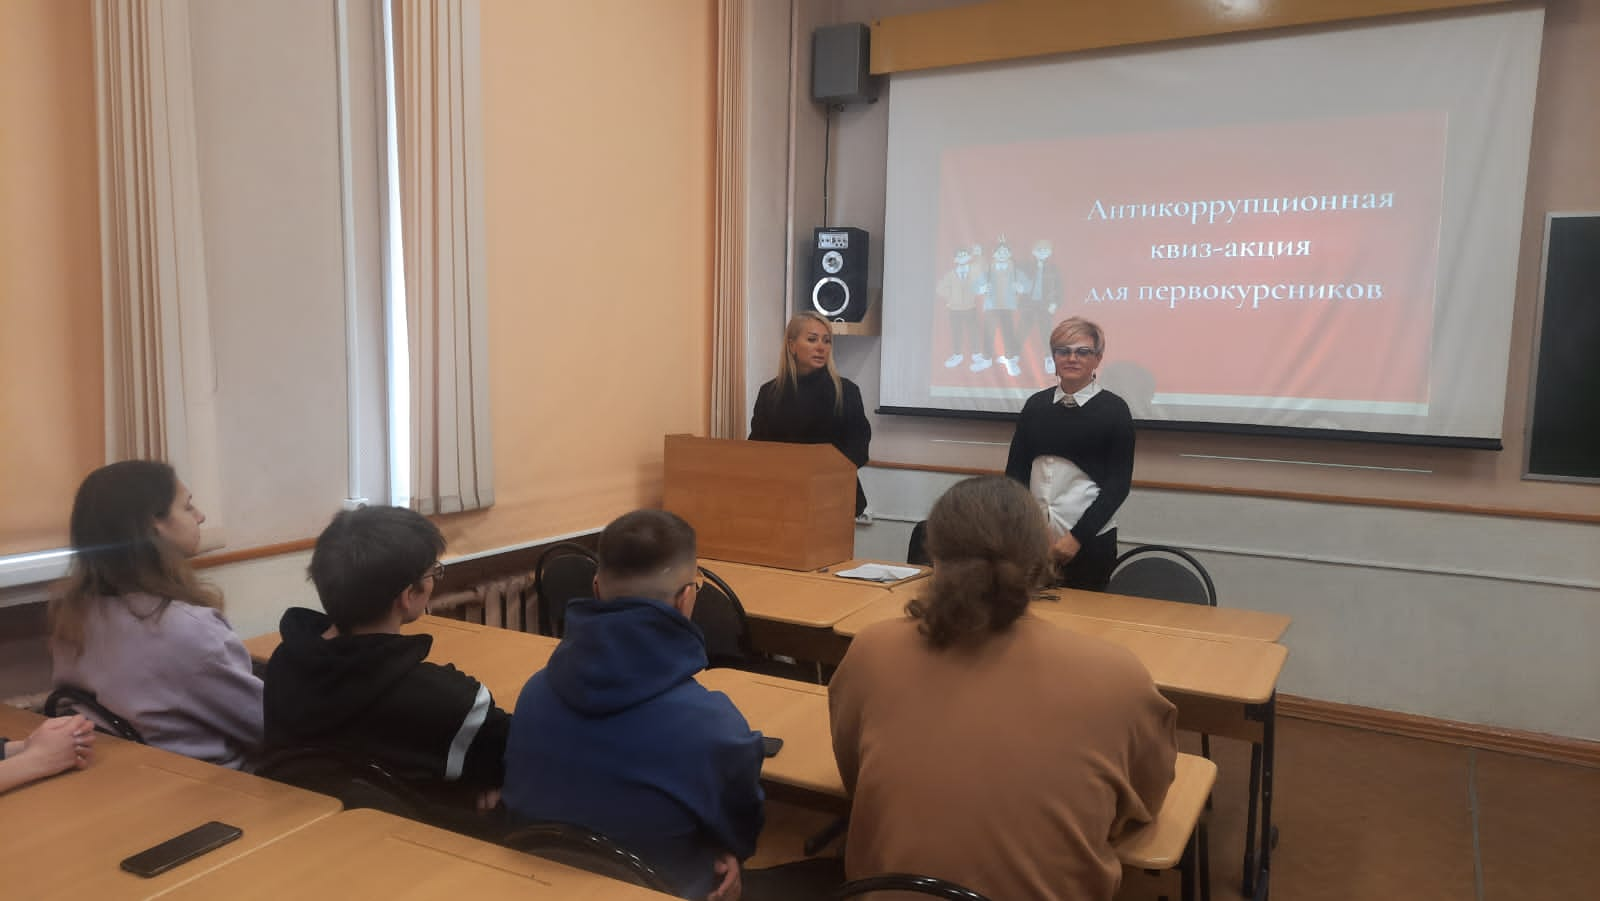 Антикоррупционная
квиз-акция
для первокурсников